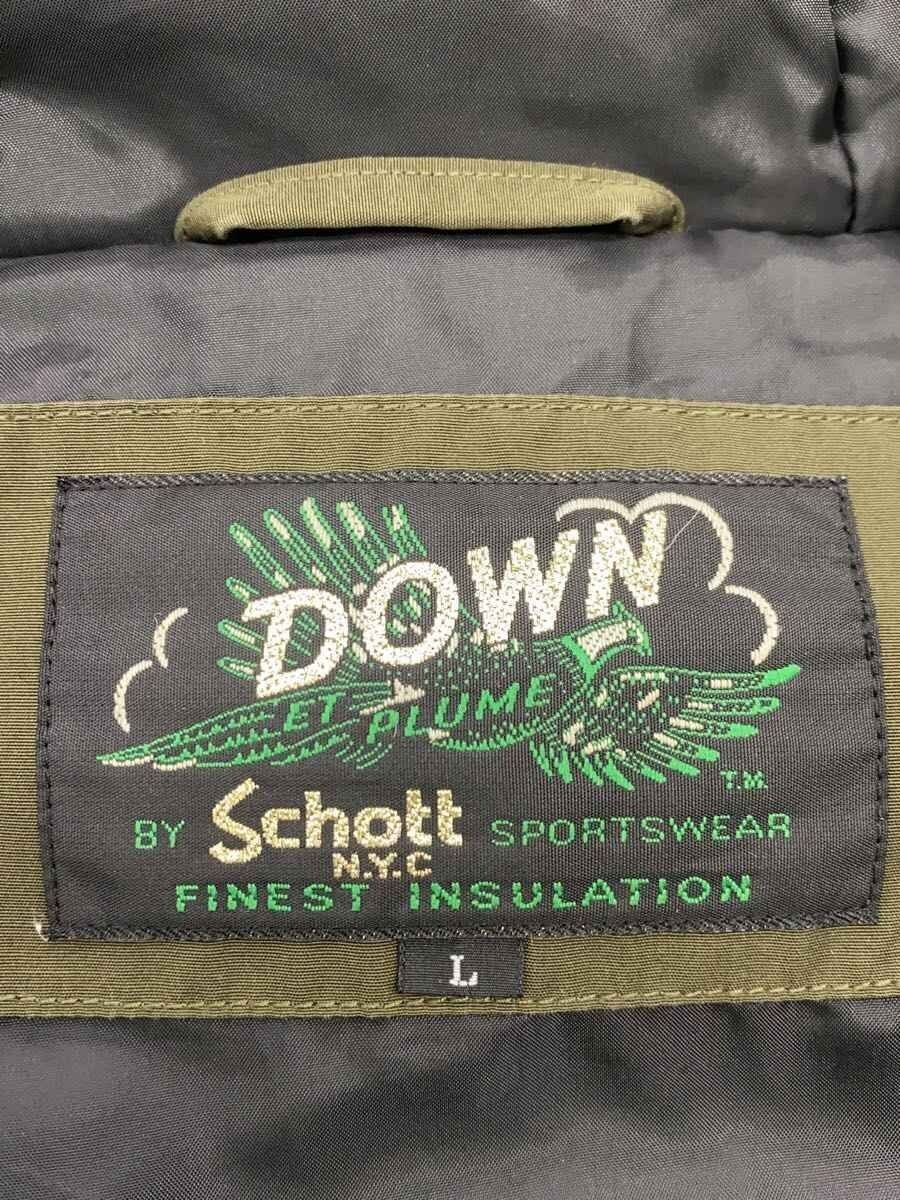 DOWN
ET PLUME
T.M.
BY Schott SPORTSWEAR
N.Y.C
FINEST INSULATION
L